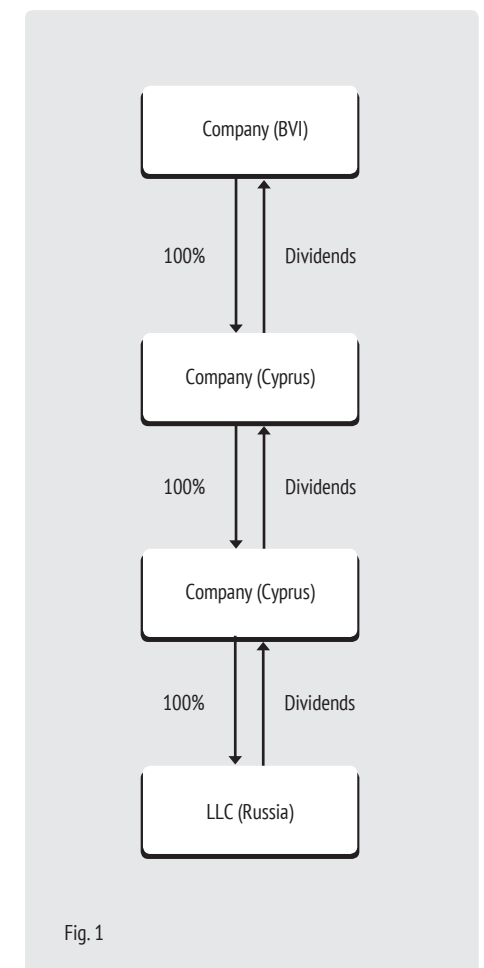 Company (BVI)
100% Dividends
Company (Cyprus)
100% Dividends
Company (Cyprus)
100% Dividends
LLC (Russia)
Fig. 1